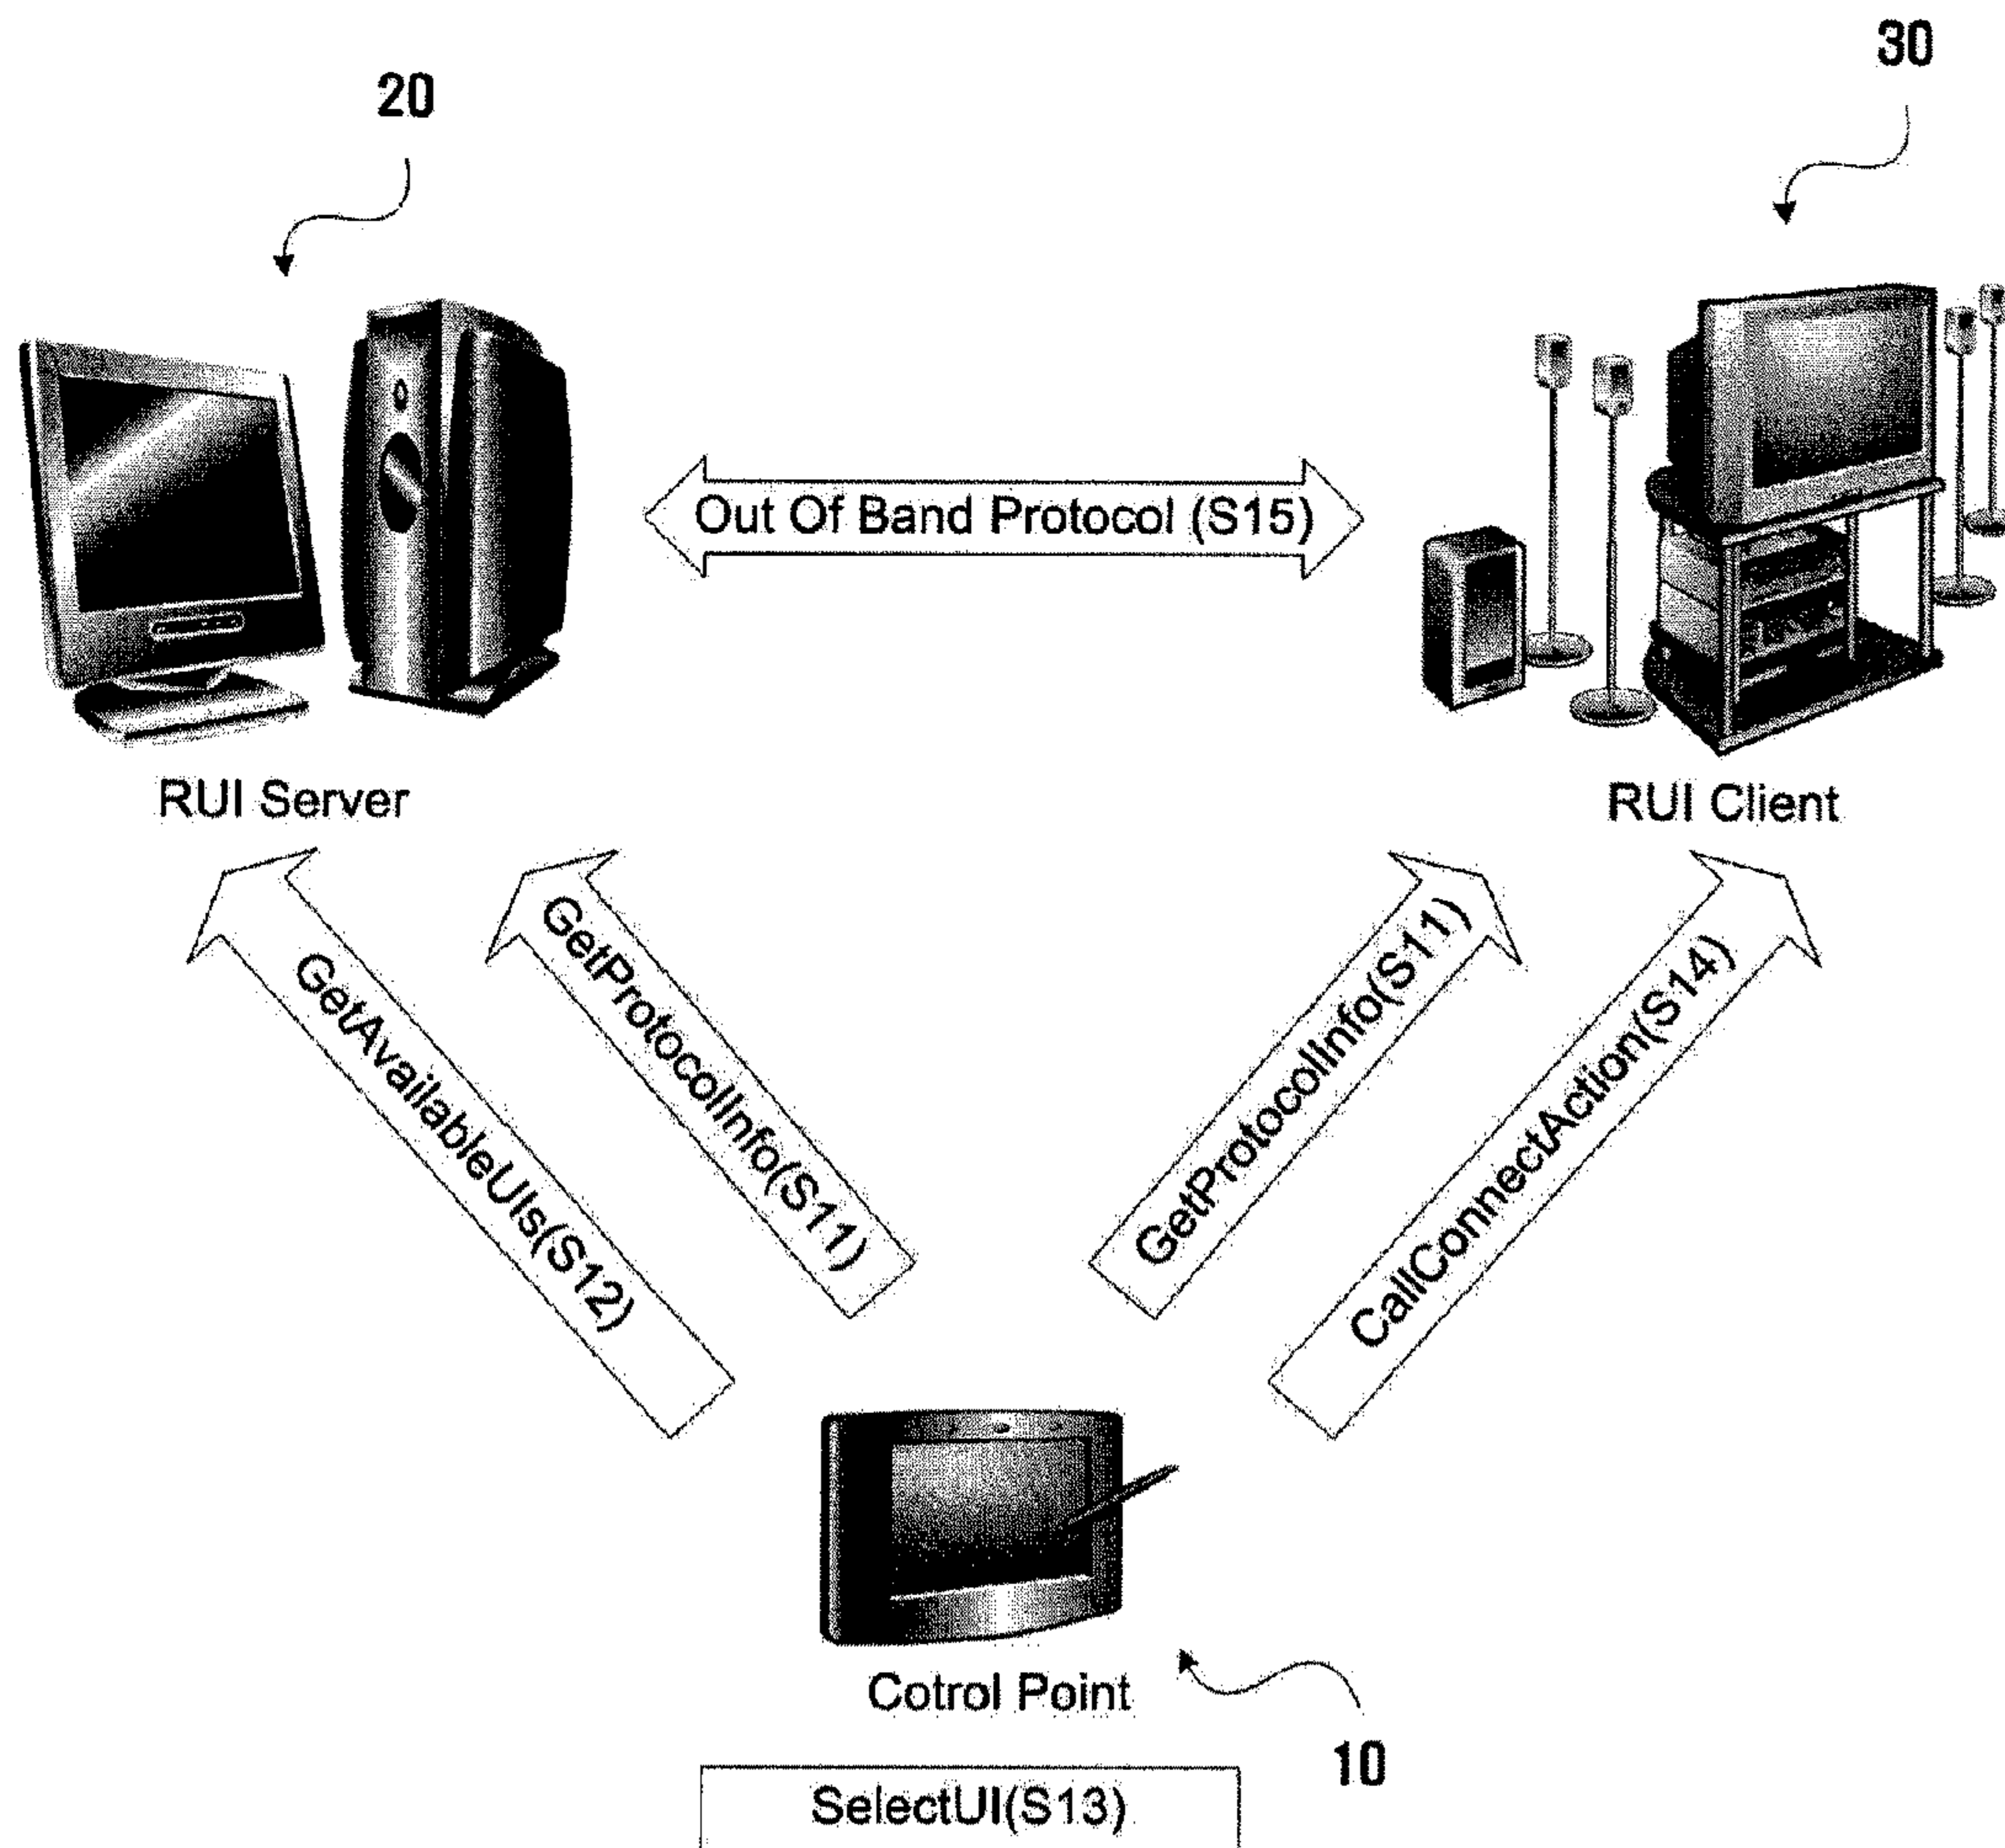 20
30
Out Of Band Protocol (S15)
RUI Server
RUI Client
GetAvailableUIs(S12)
GetProtocolInfo(S11)
GetProtocolInfo(S11)
CallConnectAction(S14)
Cotrol Point
10
SelectUI(S13)